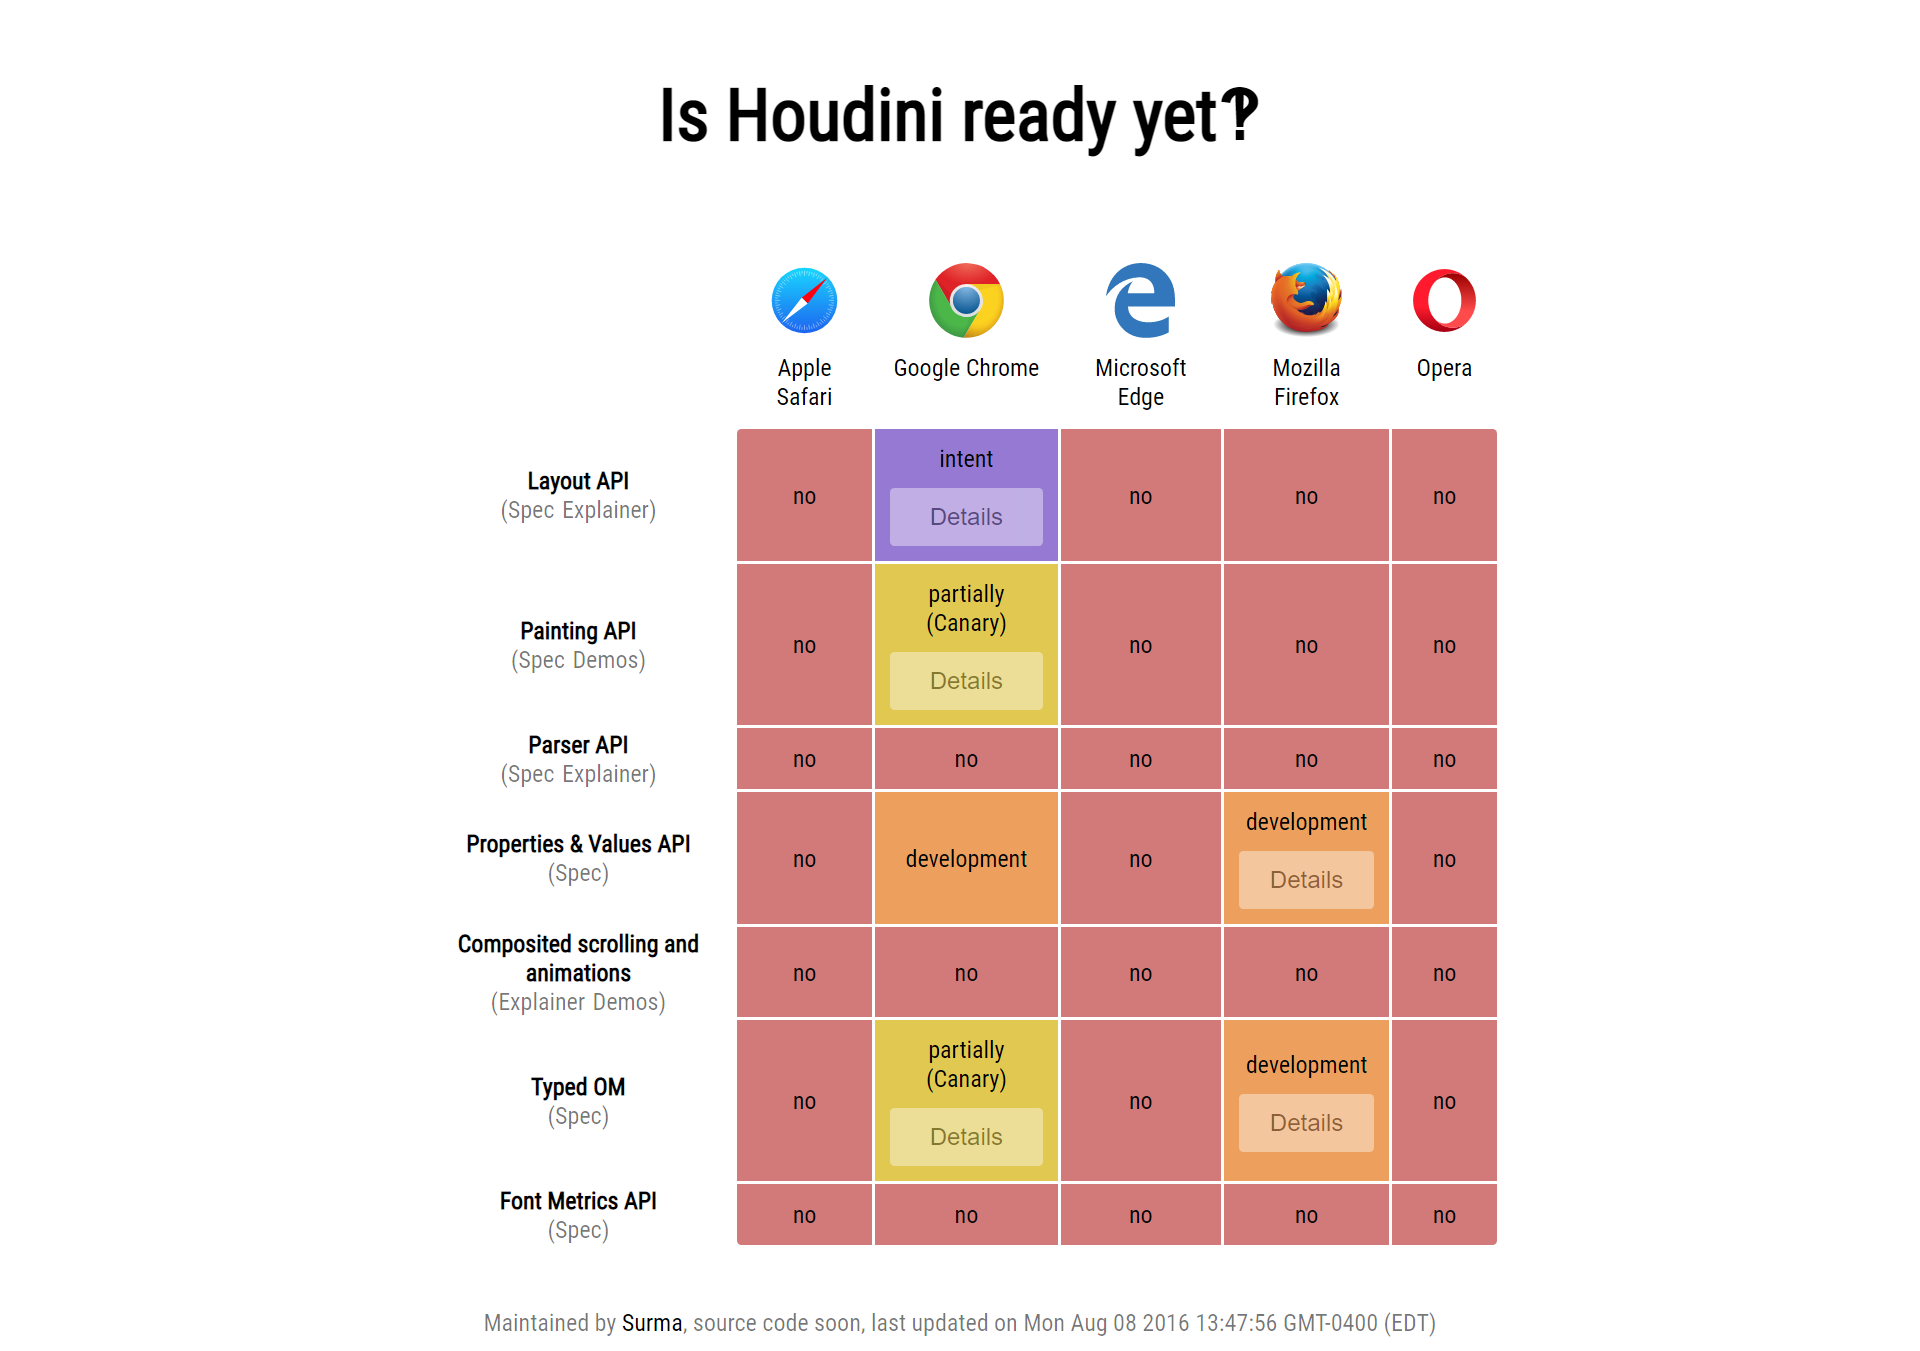 Is Houdini ready yet‽
Apple
Safari
Google Chrome
Microsoft
Edge
Mozilla
Firefox
Opera
Layout API
(Spec Explainer)
no
intent
Details
no
no
no
Painting API
(Spec Demos)
no
partially
(Canary)
Details
no
no
no
Parser API
(Spec Explainer)
no
no
no
no
no
Properties & Values API
(Spec)
no
development
no
development
Details
no
Composited scrolling and
animations
(Explainer Demos)
no
no
no
no
no
Typed OM
(Spec)
no
partially
(Canary)
Details
no
development
Details
no
Font Metrics API
(Spec)
no
no
no
no
no
Maintained by Surma, source code soon, last updated on Mon Aug 08 2016 13:47:56 GMT-0400 (EDT)